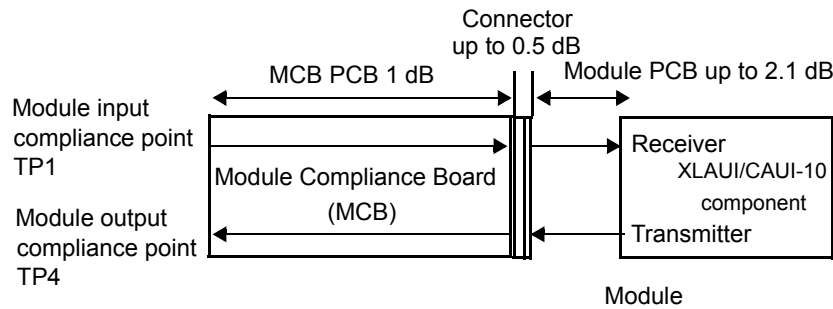 Connector
up to 0.5 dB
MCB PCB 1 dB
Module PCB up to 2.1 dB
Module input
compliance point
TP1
Receiver
XLAUI/CAUI-10
component
Module Compliance Board
(MCB)
Module output
compliance point
TP4
Transmitter
Module